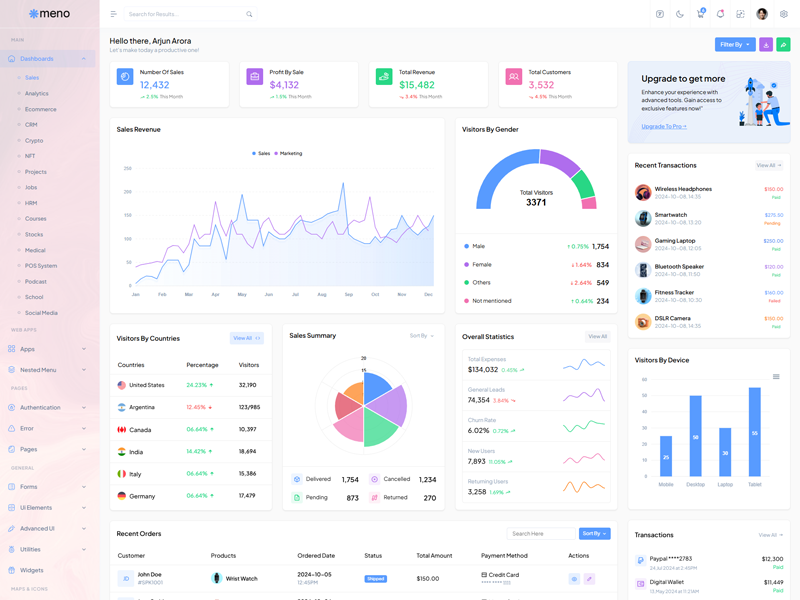 meno
Search for Results...
MAIN
Dashboards
Sales
Analytics
Ecommerce
CRM
Crypto
NFT
Projects
Jobs
HRM
Courses
Stocks
Medical
POS System
Podcast
School
Social Media
WEB APPS
Apps
Nested Menu
PAGES
Authentication
Error
Pages
GENERAL
Forms
UI Elements
Advanced UI
Utilities
Widgets
MAPS & ICONS
Hello there, Arjun Arora
Let's make today a productive one!
Filter By
Number Of Sales
12,432
2.5% This Month
Profit By Sale
$4,132
1.5% This Month
Total Revenue
$15,482
3.4% This Month
Total Customers
3,532
4.5% This Month
Upgrade to get more
Enhance your experience with
advanced tools. Gain access to
exclusive features now!"
Upgrade To Pro
Sales Revenue
Sales Marketing
250
200
150
100
50
0
Jan Feb Mar Apr May Jun Jul Aug Sep Oct Nov Dec
Visitors By Gender
Total Visitors
3371
Male 0.75% 1,754
Female 1.64% 834
Others 2.64% 549
Not mentioned 0.44% 234
Recent Transactions
View All
Wireless Headphones $150.00
2024-10-08, 14:35 Paid
Smartwatch $275.50
2024-10-08, 13:20 Pending
Gaming Laptop $250.00
2024-10-08, 12:05 Paid
Bluetooth Speaker $120.00
2024-10-08, 11:50 Paid
Fitness Tracker $160.00
2024-10-08, 10:30 Failed
DSLR Camera $150.00
2024-10-08, 14:35 Paid
Visitors By Countries
View All
Countries Percentage Visitors
United States 24.23% 32,190
Argentina 12.45% 123/985
Canada 06.64% 10,397
India 14.42% 18,694
Italy 06.64% 15,386
Germany 06.64% 17,479
Sales Summary
Sort By
20
15
Delivered 1,754
Cancelled 1,234
Pending 873
Returned 270
Overall Statistics
View All
Total Expenses
$134,032 0.45%
General Leads
74,354 3.84%
Churn Rate
6.02% 0.72%
New Users
7,893 0.05%
Returning Users
3,258 1.69%
Visitors By Device
60
50
40
30
20
10
0
25
50
30
55
Mobile Desktop Laptop Tablet
Recent Orders
Search Here
Sort By
Customer Products Ordered Date Status Total Amount Payment Method Actions
John Doe
#SPK1001
Wrist Watch
2024-10-05
12:45PM
Shipped
$150.00
Credit Card
Transactions
View All
Paypal ****2783 $12,300
24 Jul 2024 at 2:45PM Paid
Digital Wallet $11,449
13, May 2024 at 11:21AM Paid